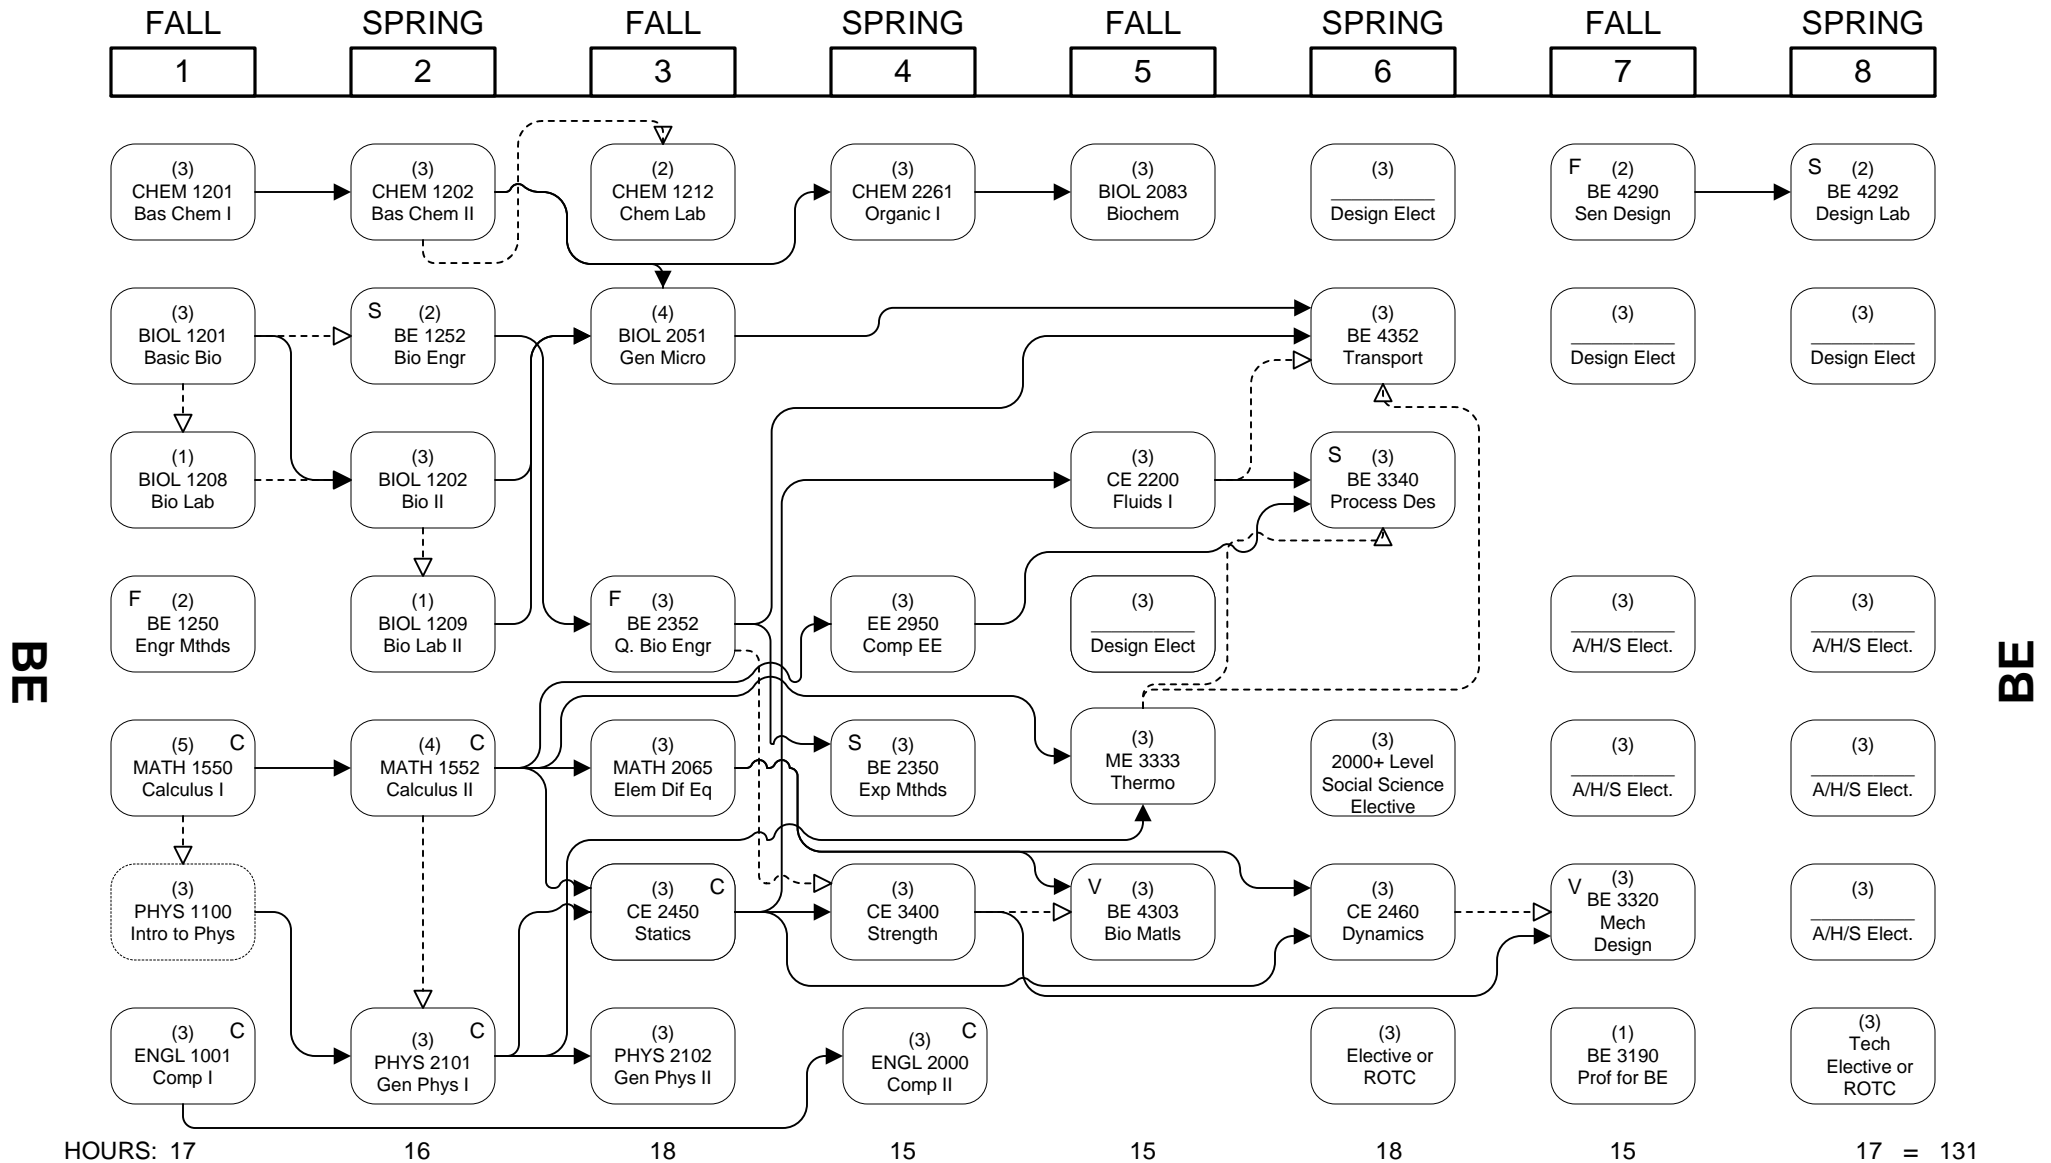 FALL SPRING FALL SPRING FALL SPRING FALL SPRING
1 2 3 4 5 6 7 8
(3)
CHEM 1201
Bas Chem I
(3)
CHEM 1202
Bas Chem II
(2)
CHEM 1212
Chem Lab
(3)
CHEM 2261
Organic I
(3)
BIOL 2083
Biochem
(3)
Design Elect
F (2)
BE 4290
Sen Design
S (2)
BE 4292
Design Lab
(3)
BIOL 1201
Basic Bio
S (2)
BE 1252
Bio Engr
(4)
BIOL 2051
Gen Micro
(3)
BE 4352
Transport
(3)
Design Elect
(3)
Design Elect
(1)
BIOL 1208
Bio Lab
(3)
BIOL 1202
Bio II
(3)
CE 2200
Fluids I
S (3)
BE 3340
Process Des
BE
F (2)
BE 1250
Engr Mthds
(1)
BIOL 1209
Bio Lab II
F (3)
BE 2352
Q. Bio Engr
(3)
EE 2950
Comp EE
(3)
Design Elect
(3)
A/H/S Elect.
(3)
A/H/S Elect.
BE
(5) C
MATH 1550
Calculus I
(4) C
MATH 1552
Calculus II
(3)
MATH 2065
Elem Dif Eq
S (3)
BE 2350
Exp Mthds
(3)
ME 3333
Thermo
(3)
2000+ Level
Social Science
Elective
(3)
A/H/S Elect.
(3)
A/H/S Elect.
(3)
PHYS 1100
Intro to Phys
(3) C
CE 2450
Statics
(3)
CE 3400
Strength
V (3)
BE 4303
Bio Matls
(3)
CE 2460
Dynamics
V (3)
BE 3320
Mech
Design
(3)
A/H/S Elect.
(3) C
ENGL 1001
Comp I
(3) C
PHYS 2101
Gen Phys I
(3)
PHYS 2102
Gen Phys II
(3) C
ENGL 2000
Comp II
(3)
Elective or
ROTC
(1)
BE 3190
Prof for BE
(3)
Tech
Elective or
ROTC
HOURS: 17 16 18 15 15 18 15 17 = 131